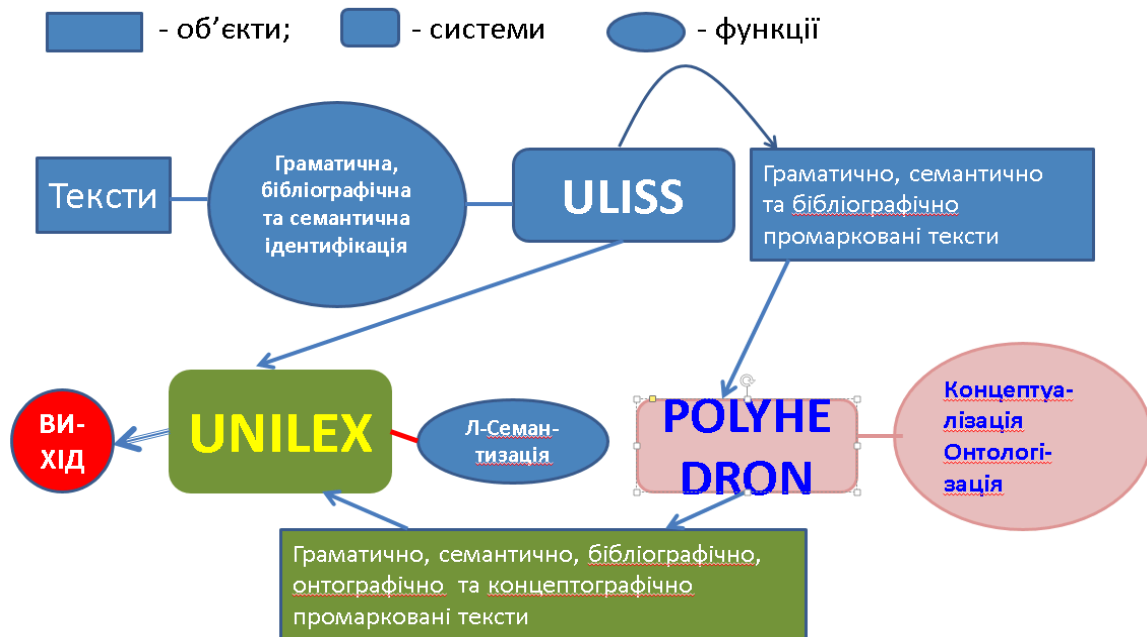 - об’єкти;
- системи
- функції
Тексти
Граматична,
бібліографічна
та семантична
ідентифікація
ULISS
Граматично, семантично
та бібліографічно
промарковані тексти
ВИ-
ХІД
UNILEX
Л-Семан-
тизація
POLYHE
DRON
Концептуа-
лізація
Онтологі-
зація
Граматично, семантично, бібліографічно,
онтографічно та концептографічно
промарковані тексти